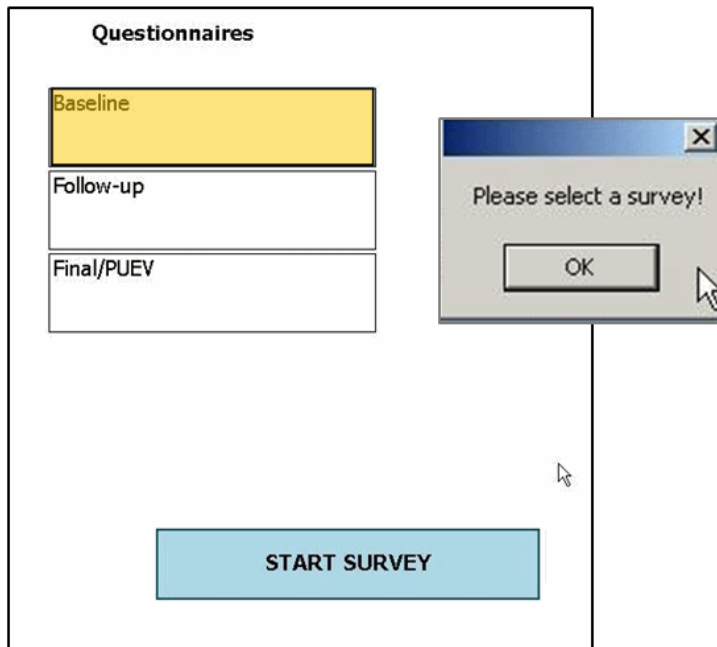 Questionnaires
Baseline
Follow-up
Final/PUEV
Please select a survey!
OK
START SURVEY